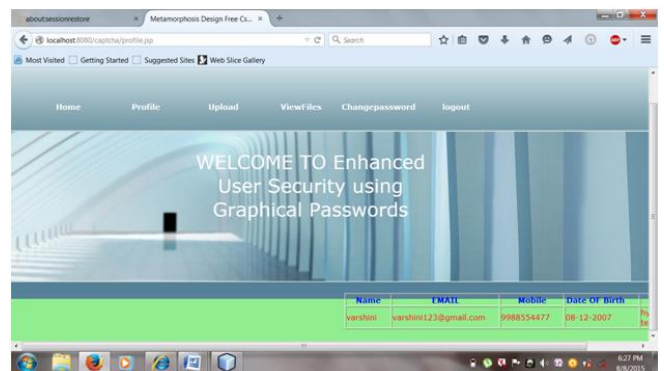 about:sessionrestore
Metamorphosis Design Free Cs...
localhost:8080/captcha/profile.jsp
Search
Most Visited Getting Started Suggested Sites Web Slice Gallery
Home Profile Upload ViewFiles Changepassword logout
WELCOME TO Enhanced
User Security using
Graphical Passwords
Name EMAIL Mobile Date OF Birth
varshini varshini123@gmail.com 9988554477 08-12-2007
6:27 PM
8/8/2015